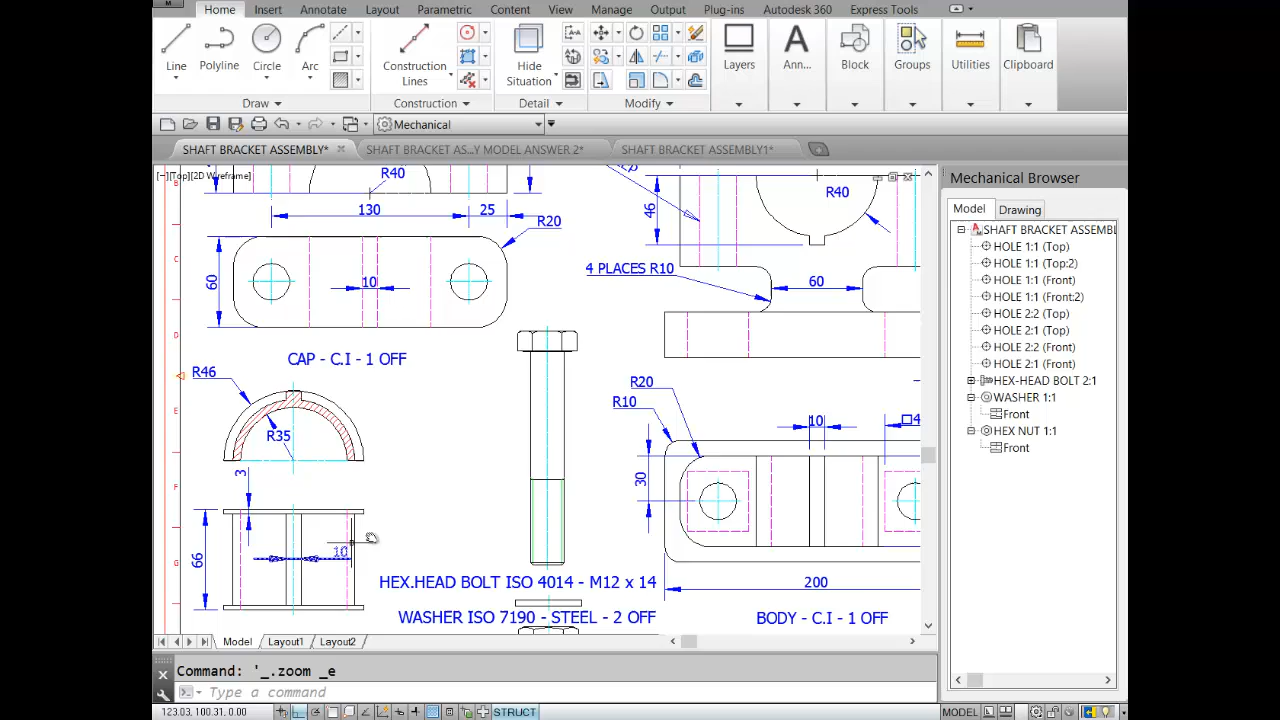 Home Insert Annotate Layout Parametric Content View Manage Output Plug-ins Autodesk 360 Express Tools
Line Polyline Circle Arc Construction Lines Hide Situation Layers Ann... Block Groups Utilities Clipboard
Draw Construction Detail Modify
Mechanical
SHAFT BRACKET ASSEMBLY* SHAFT BRACKET AS...Y MODEL ANSWER 2* SHAFT BRACKET ASSEMBLY1*
[−][Top][2D Wireframe]
Mechanical Browser
Model Drawing
SHAFT BRACKET ASSEMBL
HOLE 1:1 (Top)
HOLE 1:1 (Top:2)
HOLE 1:1 (Front)
HOLE 1:1 (Front:2)
HOLE 2:2 (Top)
HOLE 2:1 (Top)
HOLE 2:2 (Front)
HOLE 2:1 (Front)
HEX-HEAD BOLT 2:1
WASHER 1:1
Front
HEX NUT 1:1
Front
B
C
D
E
F
G
R40
130 25
R20
60
10
CAP - C.I - 1 OFF
R46
R35
3
66
10
HEX.HEAD BOLT ISO 4014 - M12 x 14
WASHER ISO 7190 - STEEL - 2 OFF
R40
46
4 PLACES R10
60
R20
R10
10
4
30
200
BODY - C.I - 1 OFF
Model Layout1 Layout2
Command: '_.zoom _e
Type a command
123.03, 100.31, 0.00 STRUCT MODEL